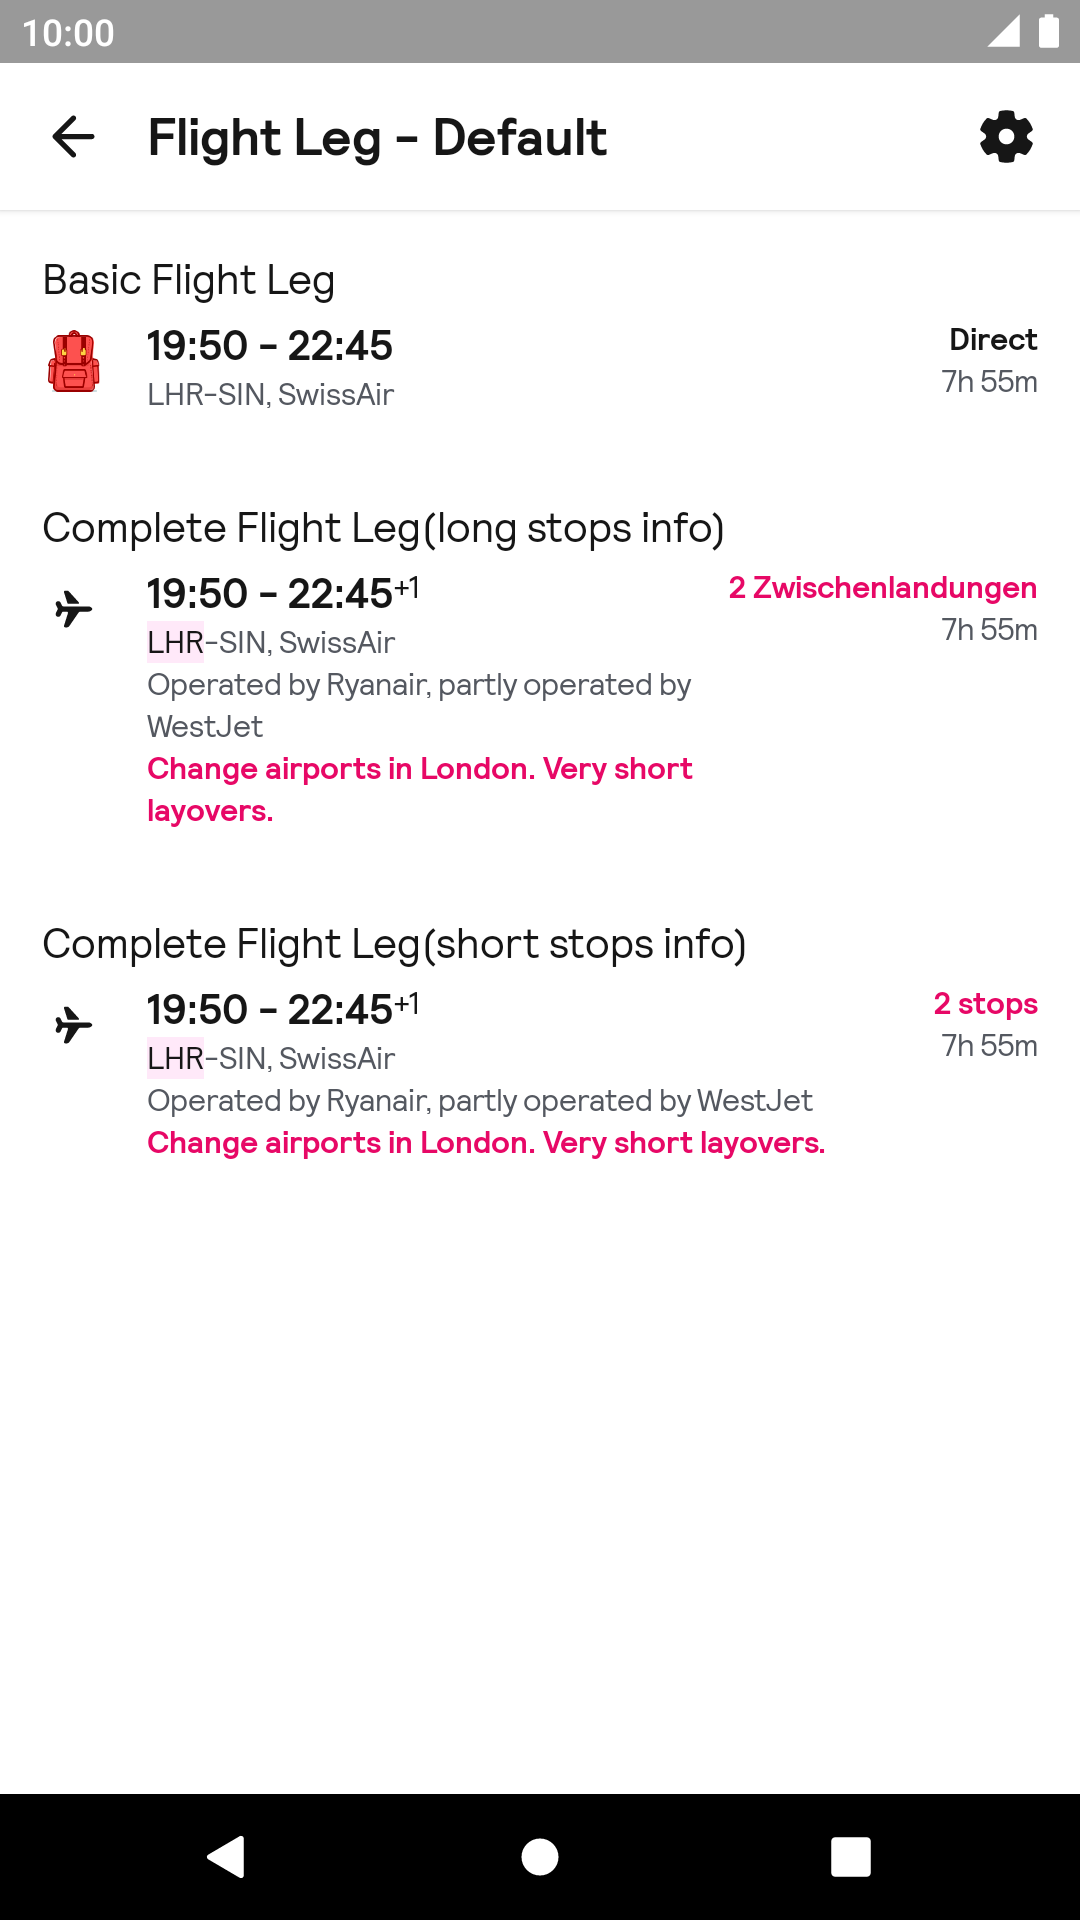 10:00
Flight Leg – Default
Basic Flight Leg
19:50 – 22:45
Direct
LHR-SIN, SwissAir
7h 55m
Complete Flight Leg(long stops info)
19:50 – 22:45+1
2 Zwischenlandungen
LHR-SIN, SwissAir
7h 55m
Operated by Ryanair, partly operated by
WestJet
Change airports in London. Very short
layovers.
Complete Flight Leg(short stops info)
19:50 – 22:45+1
2 stops
LHR-SIN, SwissAir
7h 55m
Operated by Ryanair, partly operated by WestJet
Change airports in London. Very short layovers.